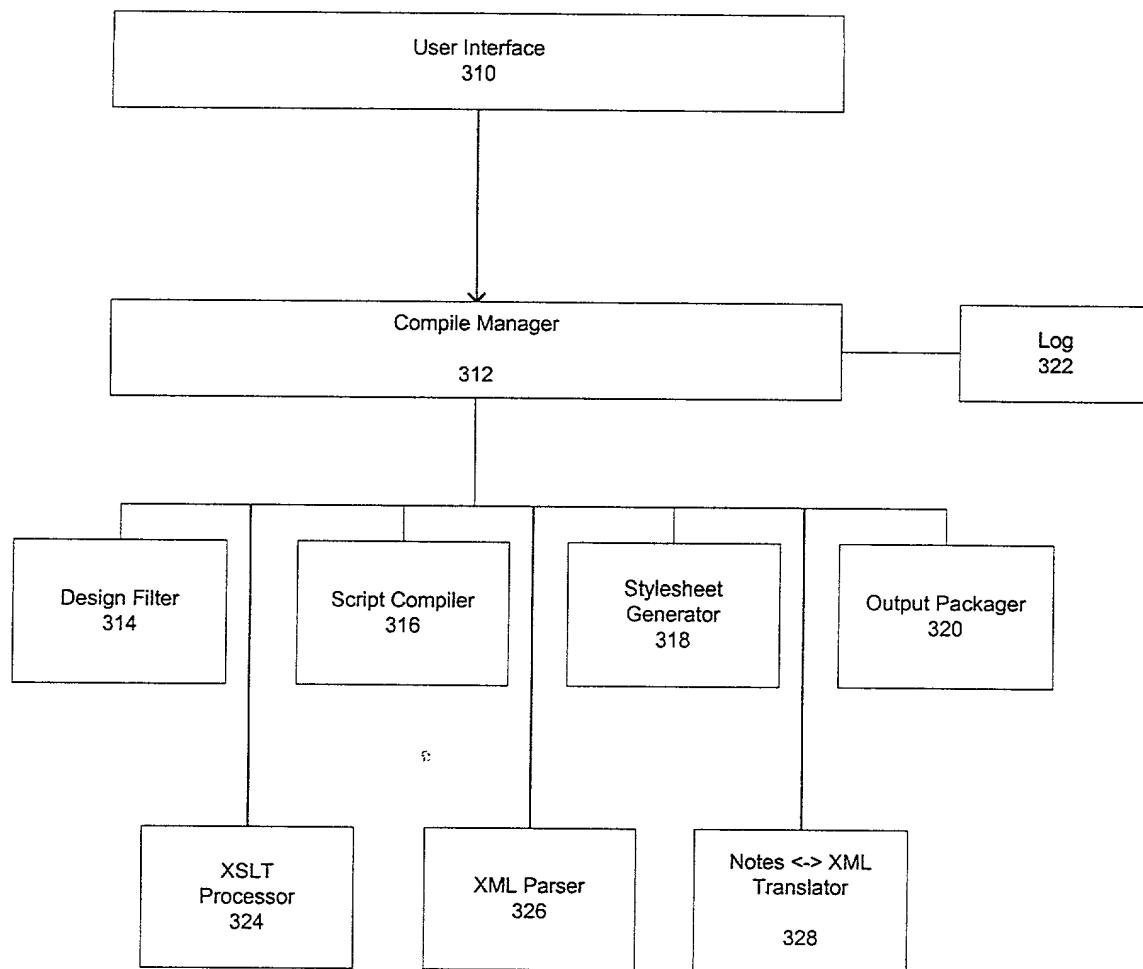 User Interface
310
Compile Manager
312
Log
322
Design Filter
314
Script Compiler
316
Stylesheet
Generator
318
Output Packager
320
XSLT
Processor
324
XML Parser
326
Notes <-> XML
Translator
328